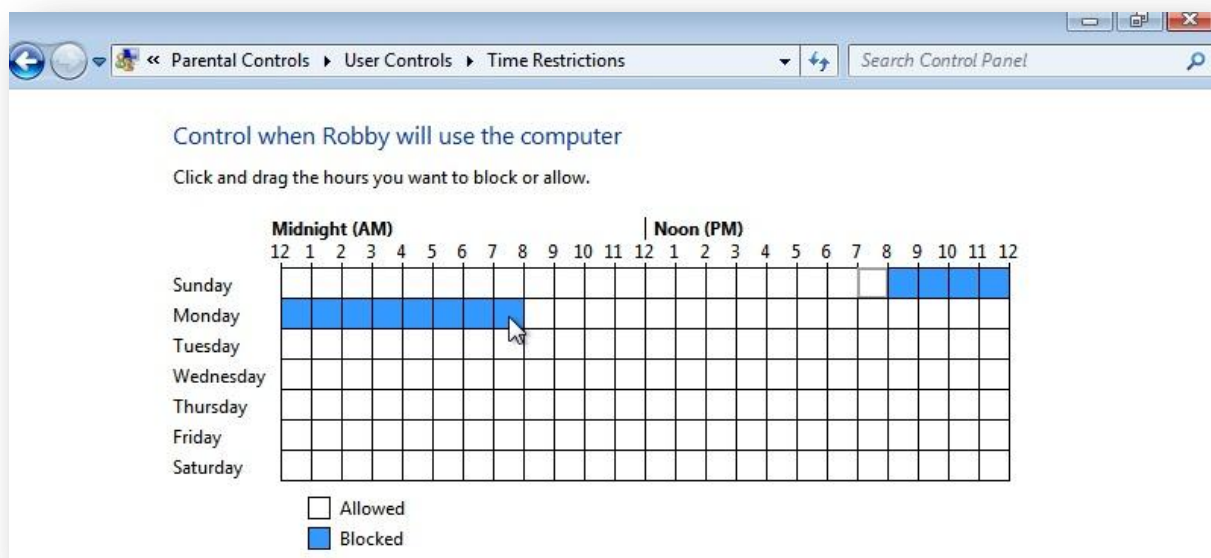 « Parental Controls ▸ User Controls ▸ Time Restrictions
Search Control Panel
Control when Robby will use the computer
Click and drag the hours you want to block or allow.
Midnight (AM) Noon (PM)
12 1 2 3 4 5 6 7 8 9 10 11 12 1 2 3 4 5 6 7 8 9 10 11 12
Sunday
Monday
Tuesday
Wednesday
Thursday
Friday
Saturday
Allowed
Blocked